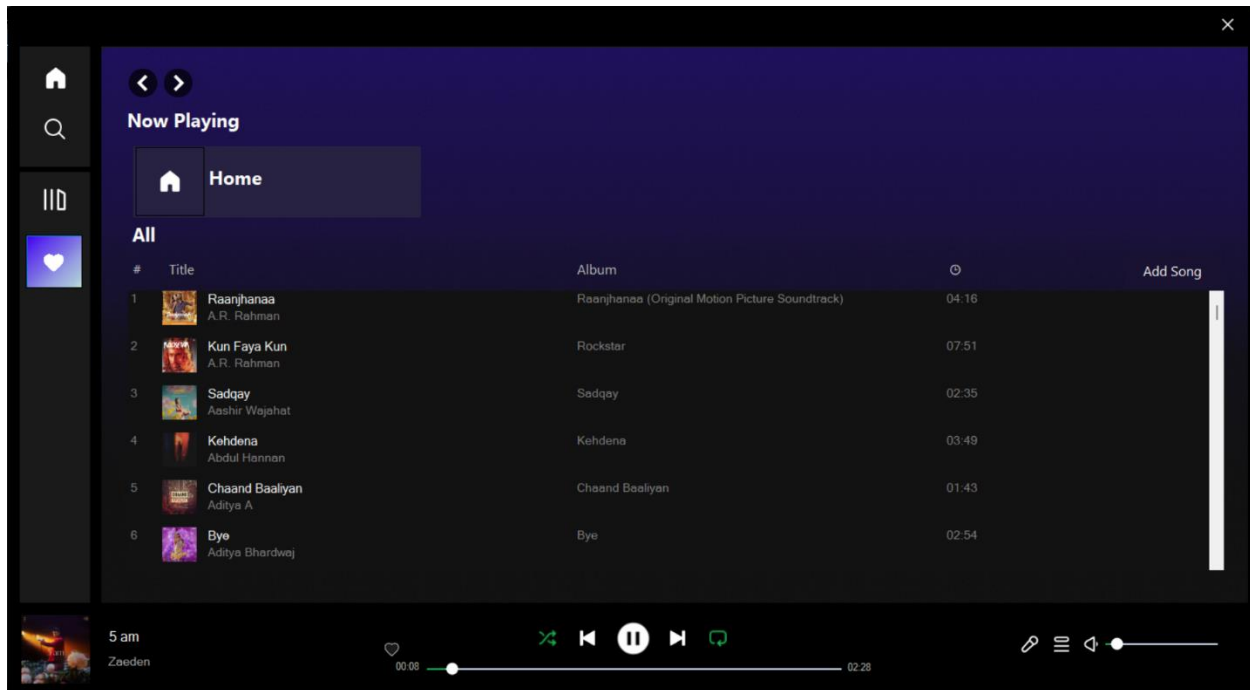 Now Playing
Home
All
# Title Album Add Song
1 Raanjhanaa Raanjhanaa (Original Motion Picture Soundtrack) 04:16
A.R. Rahman
2 Kun Faya Kun Rockstar 07:51
A.R. Rahman
3 Sadqay Sadqay 02:35
Aashir Wajahat
4 Kehdena Kehdena 03:49
Abdul Hannan
5 Chaand Baaliyan Chaand Baaliyan 01:43
Aditya A
6 Bye Bye 02:54
Aditya Bhardwaj
5 am
Zaeden
00:08 02:28